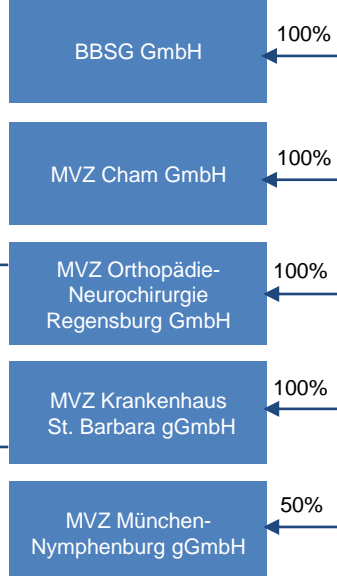 100%
BBSG GmbH
100%
MVZ Cham GmbH
MVZ Orthopädie-
Neurochirurgie
Regensburg GmbH
100%
MVZ Krankenhaus
St. Barbara gGmbH
100%
MVZ München-
Nymphenburg gGmbH
50%